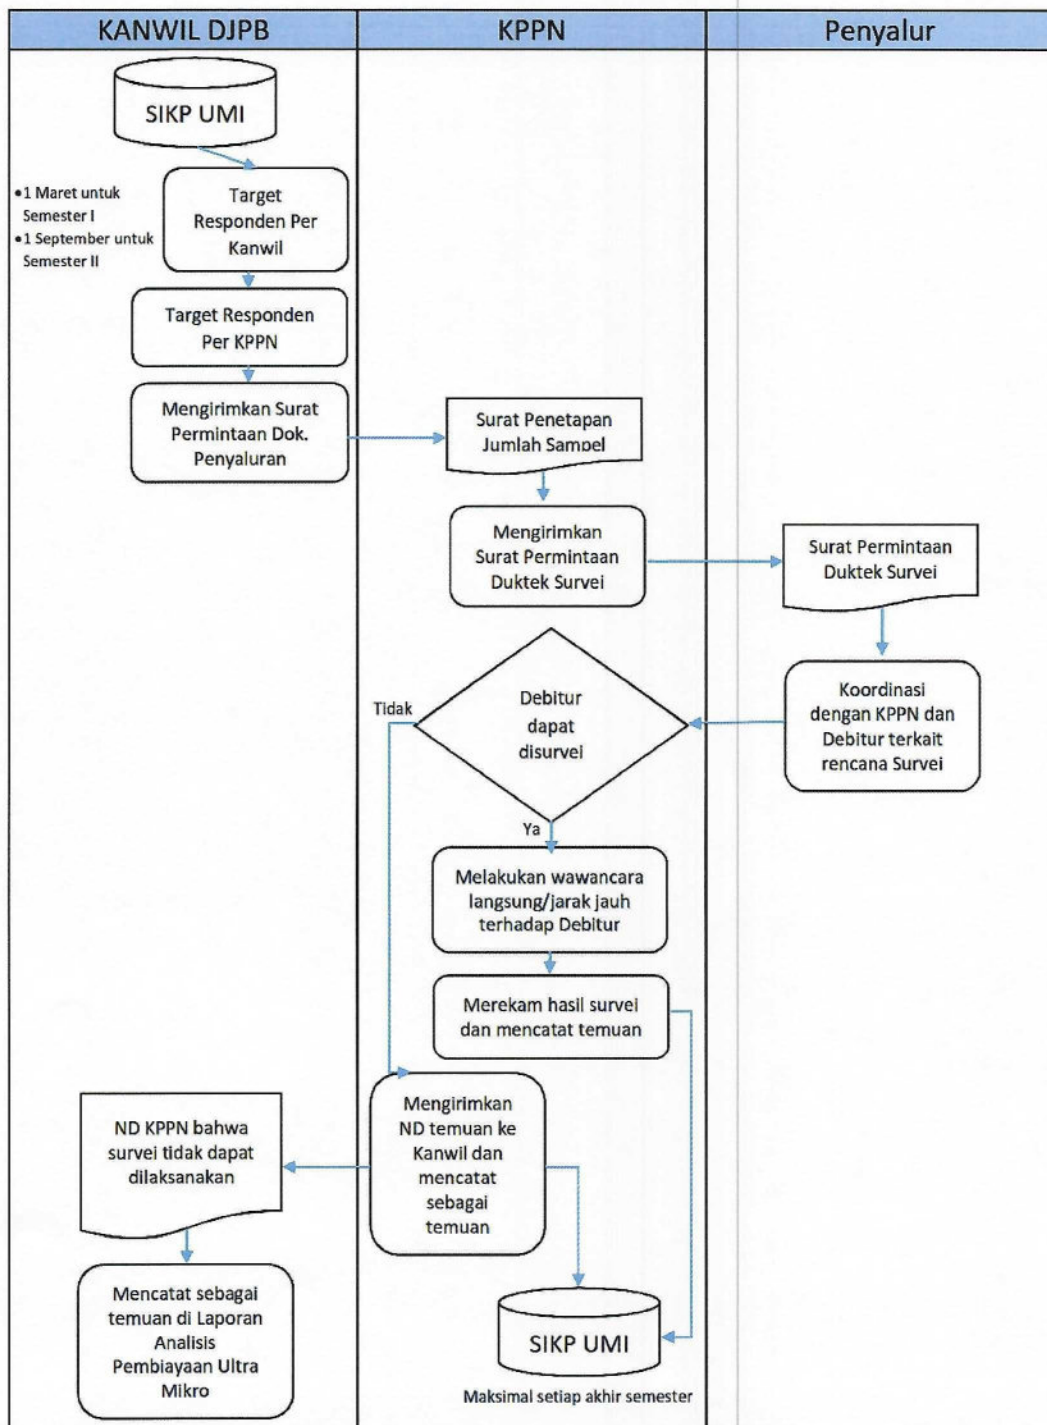 KANWIL DJPB
KPPN
Penyalur
SIKP UMI
•1 Maret untuk
Semester I
•1 September untuk
Semester II
Target
Responden Per
Kanwil
Target Responden
Per KPPN
Mengirimkan Surat
Permintaan Dok.
Penyaluran
Surat Penetapan
Jumlah Sampel
Mengirimkan
Surat Permintaan
Duktek Survei
Surat Permintaan
Duktek Survei
Koordinasi
dengan KPPN dan
Debitur terkait
rencana Survei
Debitur
dapat
disurvei
Tidak
Ya
Melakukan wawancara
langsung/jarak jauh
terhadap Debitur
Merekam hasil survei
dan mencatat temuan
Mengirimkan
ND temuan ke
Kanwil dan
mencatat
sebagai
temuan
ND KPPN bahwa
survei tidak dapat
dilaksanakan
Mencatat sebagai
temuan di Laporan
Analisis
Pembiayaan Ultra
Mikro
SIKP UMI
Maksimal setiap akhir semester